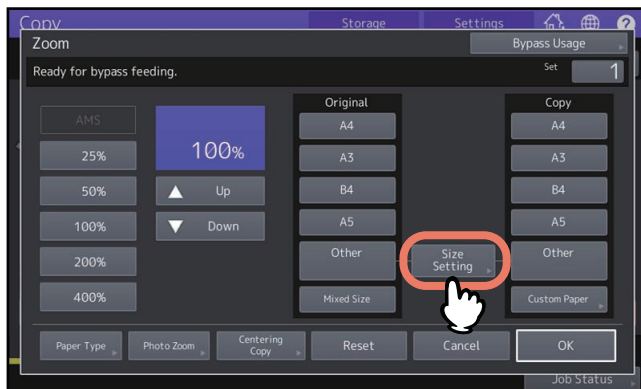 Copy
Storage
Settings
?
Zoom
Bypass Usage
Ready for bypass feeding.
Set
1
Original
Copy
AMS
100%
A4
A4
25%
A3
A3
50%
Up
B4
B4
100%
Down
A5
A5
200%
Other
Size
Setting
Other
400%
Mixed Size
Custom Paper
Paper Type
Photo Zoom
Centering
Copy
Reset
Cancel
OK
Job Status